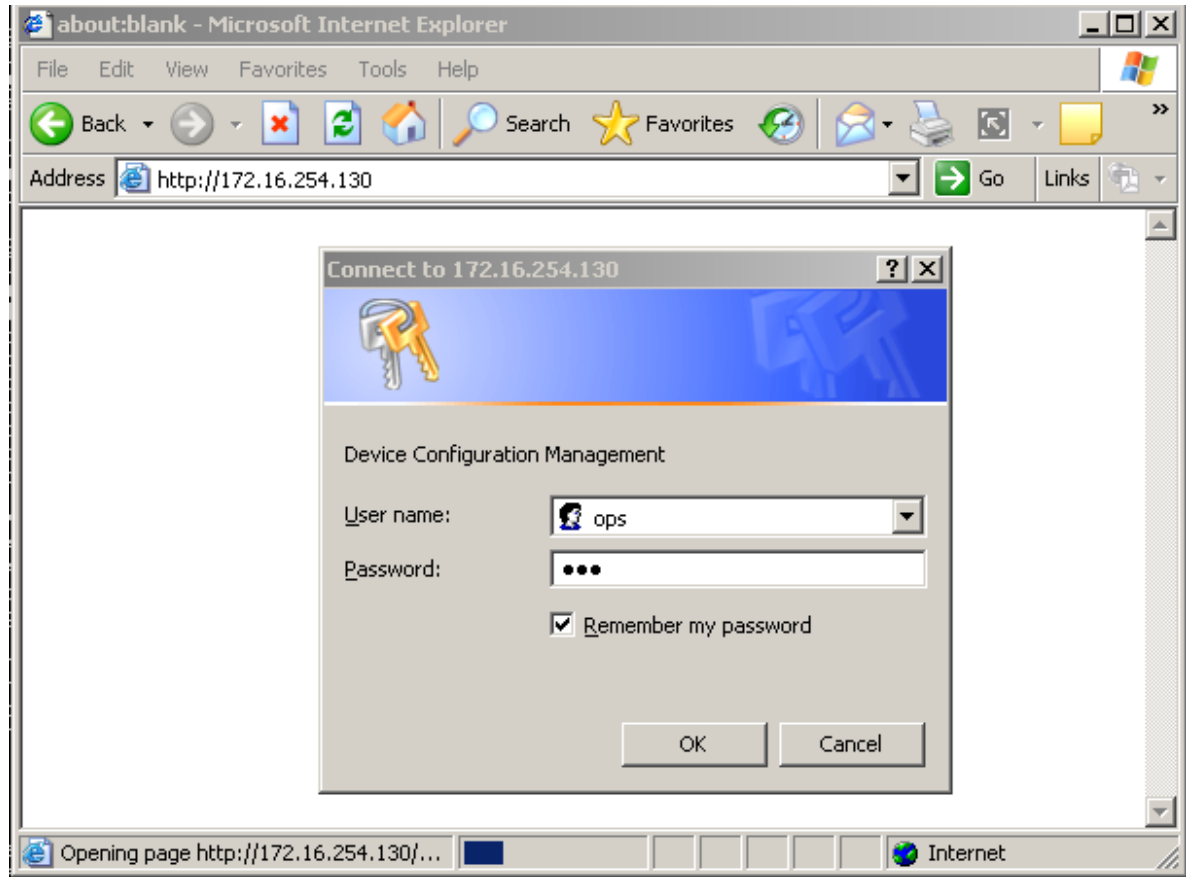 about:blank - Microsoft Internet Explorer
File Edit View Favorites Tools Help
Back Search Favorites »
Address http://172.16.254.130 Go Links
Connect to 172.16.254.130 ?
Device Configuration Management
User name: ops
Password: •••
Remember my password
OK Cancel
Opening page http://172.16.254.130/... Internet